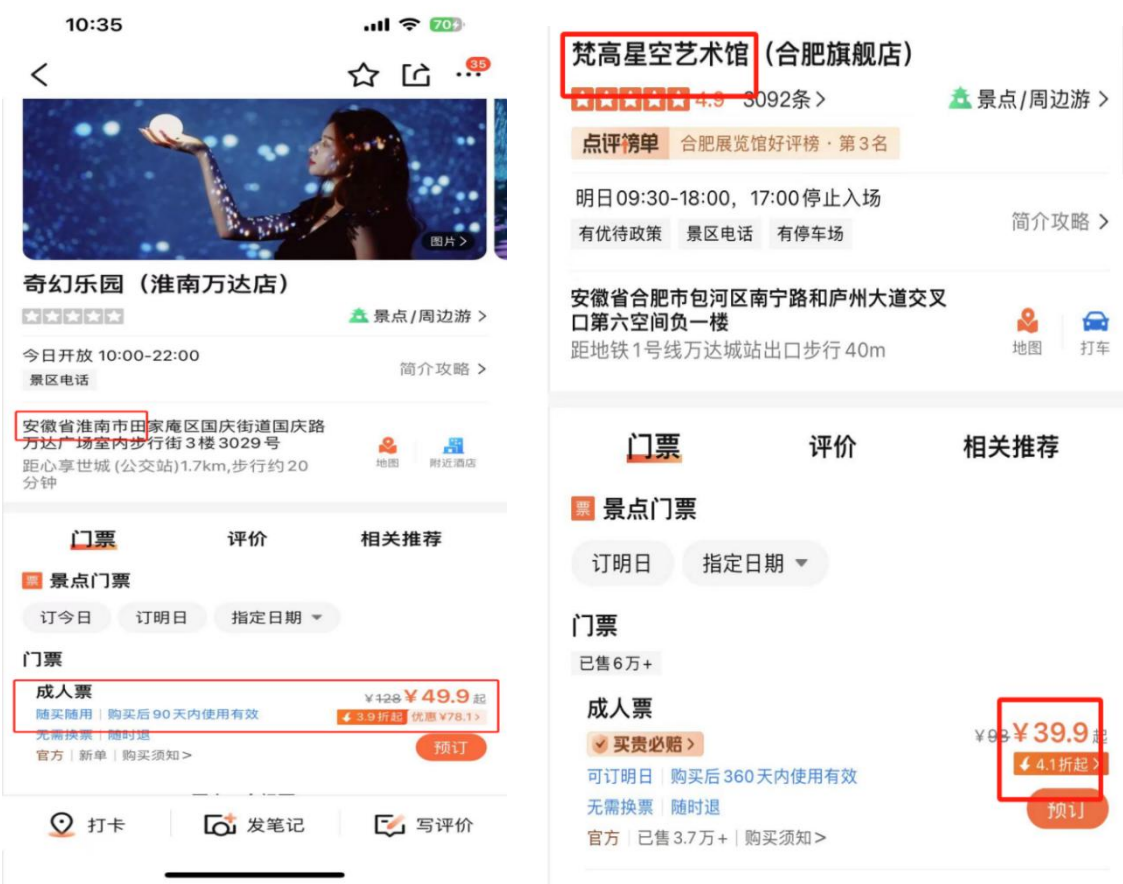 10:35
70
35
图片>
奇幻乐园（淮南万达店）
景点/周边游 >
今日开放 10:00-22:00
景区电话
简介攻略 >
安徽省淮南市田家庵区国庆街道国庆路
万达广场室内步行街3楼3029号
距心享世城(公交站)1.7km,步行约20
分钟
地图
附近酒店
门票
评价
相关推荐
票 景点门票
订今日
订明日
指定日期
门票
成人票
¥128 ¥49.9起
随买随用 | 购买后90天内使用有效
3.9折起 优惠¥78.1>
无需换票 | 随时退
官方 | 新单 | 购买须知>
预订
打卡
发笔记
写评价
梵高星空艺术馆（合肥旗舰店）
4.9 3092条>
景点/周边游 >
点评榜单 合肥展览馆好评榜·第3名
明日09:30-18:00，17:00停止入场
有优待政策 景区电话 有停车场
简介攻略 >
安徽省合肥市包河区南宁路和庐州大道交叉
口第六空间负一楼
距地铁1号线万达城站出口步行40m
地图
打车
门票
评价
相关推荐
票 景点门票
订明日
指定日期
门票
已售6万+
成人票
¥98 ¥39.9起
买贵必赔>
4.1折起>
可订明日 | 购买后360天内使用有效
无需换票 | 随时退
预订
官方 | 已售3.7万+ | 购买须知>